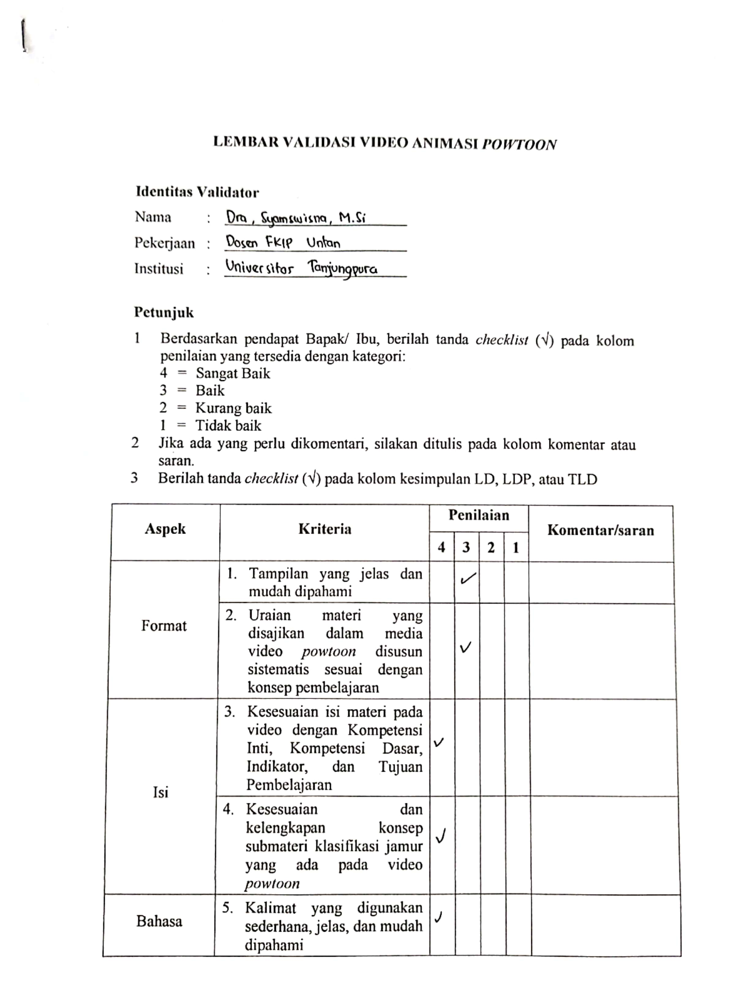 LEMBAR VALIDASI VIDEO ANIMASI POWTOON
Identitas Validator
Nama : Dra, Syamswisna, M.Si
Pekerjaan : Dosen FKIP Untan
Institusi : Universitas Tanjungpura
Petunjuk
1 Berdasarkan pendapat Bapak/ Ibu, berilah tanda checklist (√) pada kolom
penilaian yang tersedia dengan kategori:
4 = Sangat Baik
3 = Baik
2 = Kurang baik
1 = Tidak baik
2 Jika ada yang perlu dikomentari, silakan ditulis pada kolom komentar atau
saran.
3 Berilah tanda checklist (√) pada kolom kesimpulan LD, LDP, atau TLD
Aspek Kriteria Penilaian Komentar/saran
4 3 2 1
Format
1. Tampilan yang jelas dan ✓
mudah dipahami
2. Uraian materi yang
disajikan dalam media
video powtoon disusun ✓
sistematis sesuai dengan
konsep pembelajaran
Isi
3. Kesesuaian isi materi pada
video dengan Kompetensi
Inti, Kompetensi Dasar, ✓
Indikator, dan Tujuan
Pembelajaran
4. Kesesuaian dan
kelengkapan konsep ✓
submateri klasifikasi jamur
yang ada pada video
powtoon
Bahasa
5. Kalimat yang digunakan ✓
sederhana, jelas, dan mudah
dipahami